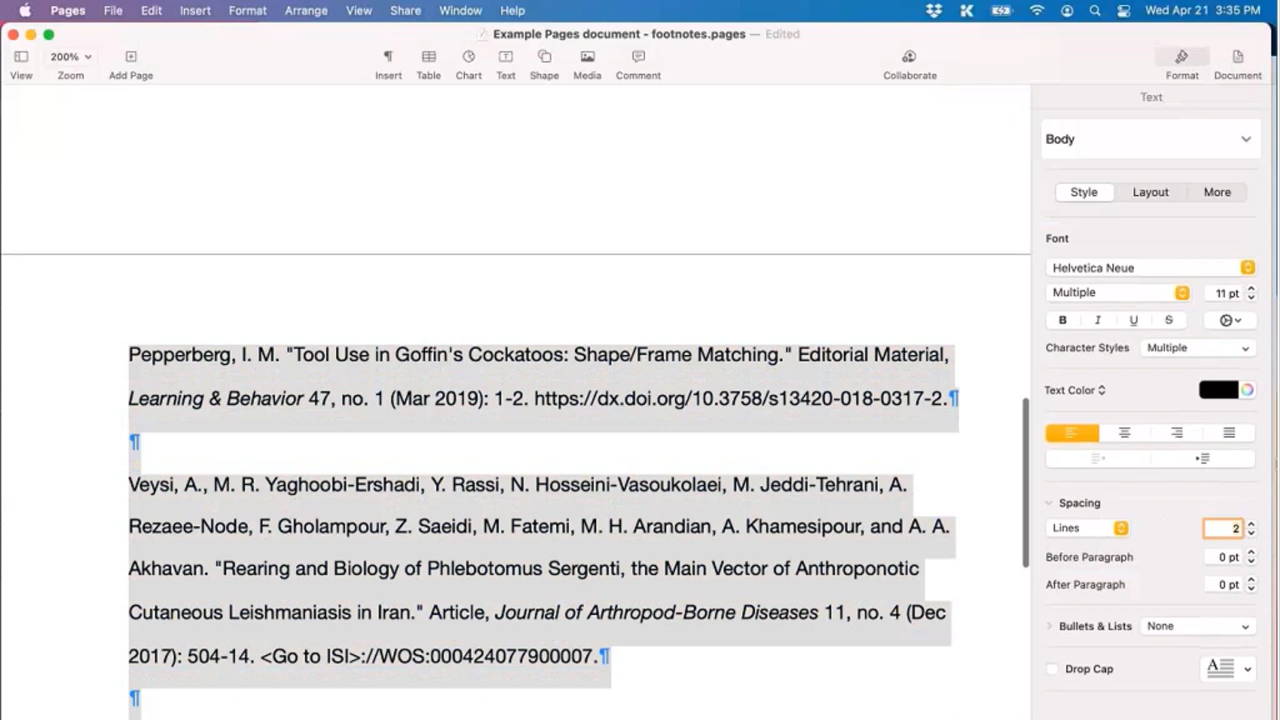 Pages File Edit Insert Format Arrange View Share Window Help Wed Apr 21 3:35 PM
Example Pages document - footnotes.pages — Edited
200%
View Zoom Add Page Insert Table Chart Text Shape Media Comment Collaborate Format Document
Text
Body
Style Layout More
Font
Helvetica Neue
Multiple 11 pt
B I U S
Character Styles Multiple
Text Color
Spacing
Lines 2
Before Paragraph 0 pt
After Paragraph 0 pt
Bullets & Lists None
Drop Cap A
Pepperberg, I. M. "Tool Use in Goffin's Cockatoos: Shape/Frame Matching." Editorial Material,
Learning & Behavior 47, no. 1 (Mar 2019): 1-2. https://dx.doi.org/10.3758/s13420-018-0317-2.¶
¶
Veysi, A., M. R. Yaghoobi-Ershadi, Y. Rassi, N. Hosseini-Vasoukolaei, M. Jeddi-Tehrani, A.
Rezaee-Node, F. Gholampour, Z. Saeidi, M. Fatemi, M. H. Arandian, A. Khamesipour, and A. A.
Akhavan. "Rearing and Biology of Phlebotomus Sergenti, the Main Vector of Anthroponotic
Cutaneous Leishmaniasis in Iran." Article, Journal of Arthropod-Borne Diseases 11, no. 4 (Dec
2017): 504-14. <Go to ISI>://WOS:000424077900007.¶
¶